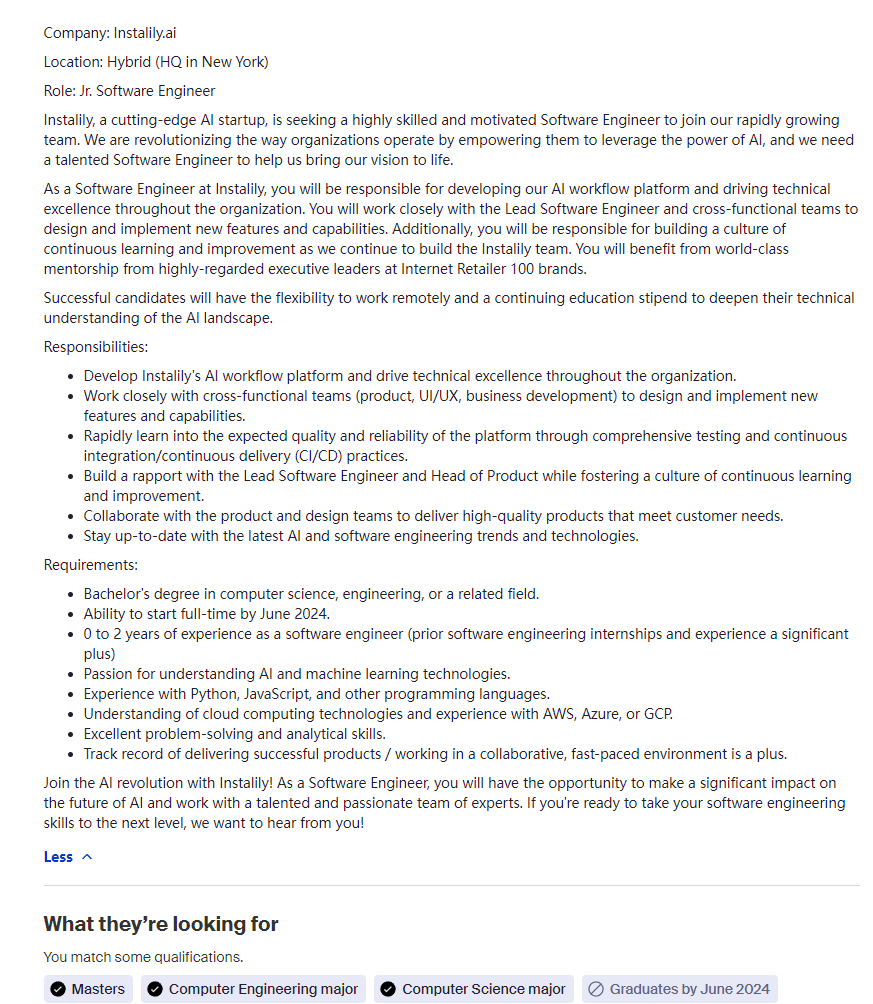 Company: Instalily.ai
Location: Hybrid (HQ in New York)
Role: Jr. Software Engineer
Instalily, a cutting-edge AI startup, is seeking a highly skilled and motivated Software Engineer to join our rapidly growing
team. We are revolutionizing the way organizations operate by empowering them to leverage the power of AI, and we need
a talented Software Engineer to help us bring our vision to life.
As a Software Engineer at Instalily, you will be responsible for developing our AI workflow platform and driving technical
excellence throughout the organization. You will work closely with the Lead Software Engineer and cross-functional teams to
design and implement new features and capabilities. Additionally, you will be responsible for building a culture of
continuous learning and improvement as we continue to build the Instalily team. You will benefit from world-class
mentorship from highly-regarded executive leaders at Internet Retailer 100 brands.
Successful candidates will have the flexibility to work remotely and a continuing education stipend to deepen their technical
understanding of the AI landscape.
Responsibilities:
• Develop Instalily's AI workflow platform and drive technical excellence throughout the organization.
• Work closely with cross-functional teams (product, UI/UX, business development) to design and implement new
features and capabilities.
• Rapidly learn into the expected quality and reliability of the platform through comprehensive testing and continuous
integration/continuous delivery (CI/CD) practices.
• Build a rapport with the Lead Software Engineer and Head of Product while fostering a culture of continuous learning
and improvement.
• Collaborate with the product and design teams to deliver high-quality products that meet customer needs.
• Stay up-to-date with the latest AI and software engineering trends and technologies.
Requirements:
• Bachelor's degree in computer science, engineering, or a related field.
• Ability to start full-time by June 2024.
• 0 to 2 years of experience as a software engineer (prior software engineering internships and experience a significant
plus)
• Passion for understanding AI and machine learning technologies.
• Experience with Python, JavaScript, and other programming languages.
• Understanding of cloud computing technologies and experience with AWS, Azure, or GCP.
• Excellent problem-solving and analytical skills.
• Track record of delivering successful products / working in a collaborative, fast-paced environment is a plus.
Join the AI revolution with Instalily! As a Software Engineer, you will have the opportunity to make a significant impact on
the future of AI and work with a talented and passionate team of experts. If you're ready to take your software engineering
skills to the next level, we want to hear from you!
Less
What they're looking for
You match some qualifications.
Masters Computer Engineering major Computer Science major Graduates by June 2024